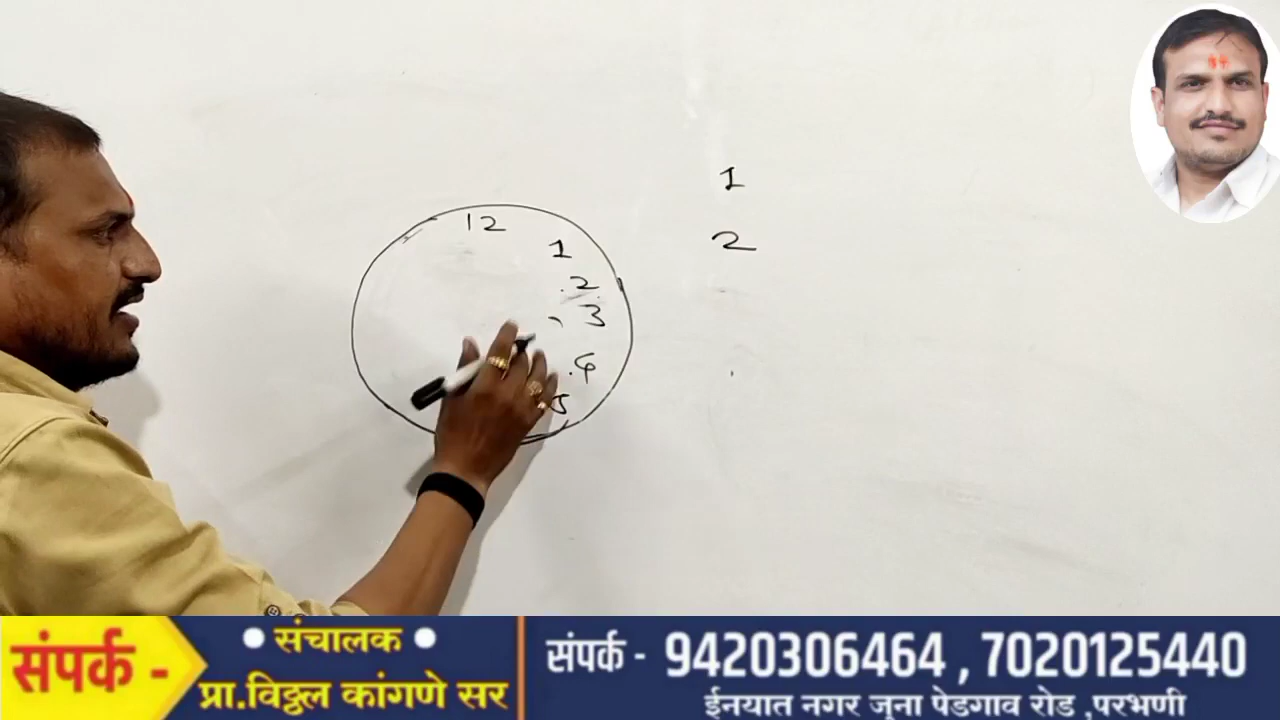 12
1
2
3
4
5
1
2
संपर्क -
• संचालक •
प्रा.विठ्ठल कांगणे सर
संपर्क - 9420306464 , 7020125440
ईनयात नगर जूना पेडगाव रोड ,परभणी